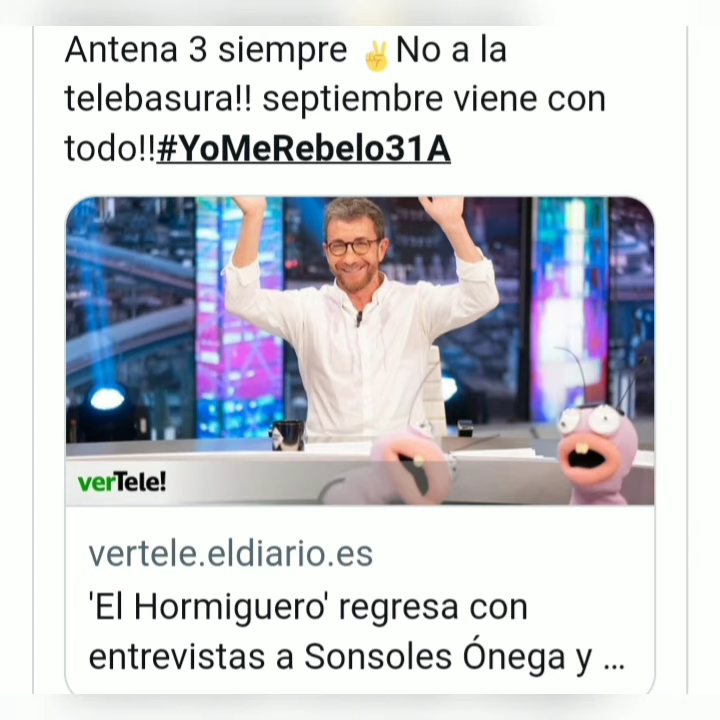 Antena 3 siempre ✌️No a la
telebasura!! septiembre viene con
todo!!#YoMeRebelo31A
verTele!
vertele.eldiario.es
'El Hormiguero' regresa con
entrevistas a Sonsoles Ónega y ...